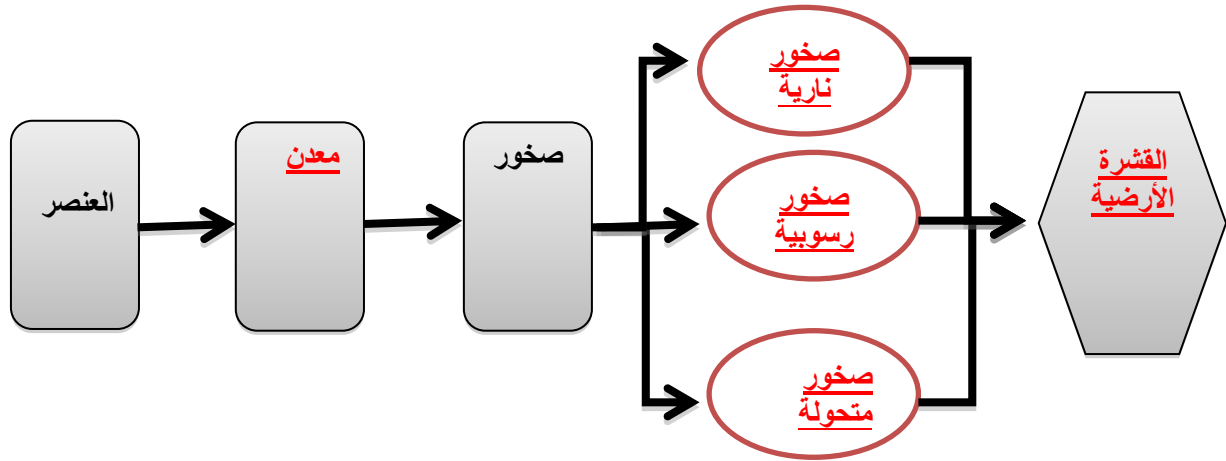 العنصر
معدن
صخور
صخور
نارية
صخور
رسوبية
صخور
متحولة
القشرة
الأرضية